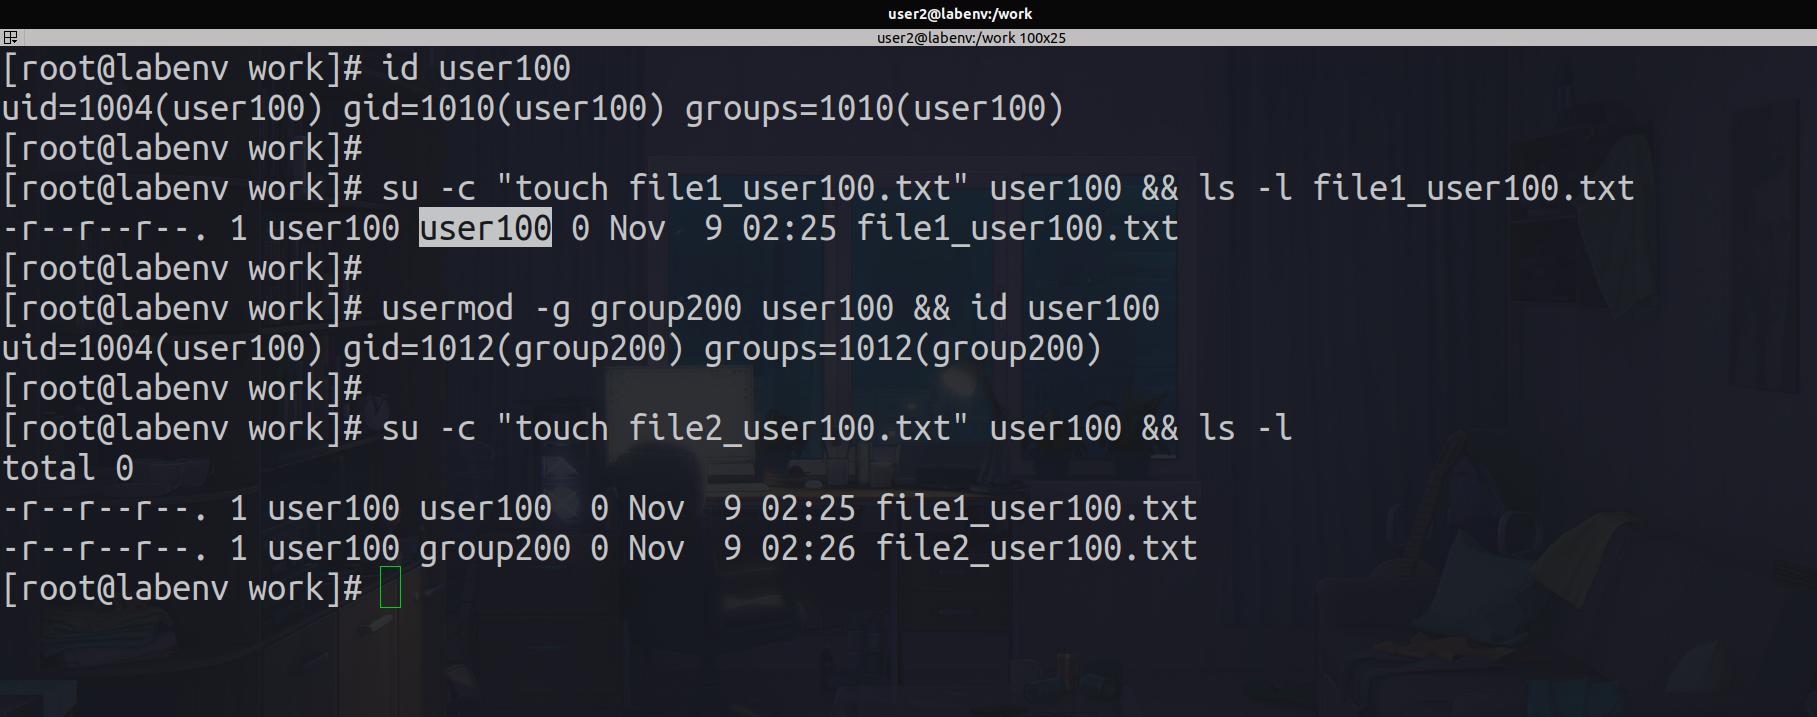 user2@labenv:/work
user2@labenv:/work 100x25
[root@labenv work]# id user100
uid=1004(user100) gid=1010(user100) groups=1010(user100)
[root@labenv work]#
[root@labenv work]# su -c "touch file1_user100.txt" user100 && ls -l file1_user100.txt
-r--r--r--. 1 user100 user100 0 Nov  9 02:25 file1_user100.txt
[root@labenv work]#
[root@labenv work]# usermod -g group200 user100 && id user100
uid=1004(user100) gid=1012(group200) groups=1012(group200)
[root@labenv work]#
[root@labenv work]# su -c "touch file2_user100.txt" user100 && ls -l
total 0
-r--r--r--. 1 user100 user100  0 Nov  9 02:25 file1_user100.txt
-r--r--r--. 1 user100 group200 0 Nov  9 02:26 file2_user100.txt
[root@labenv work]#